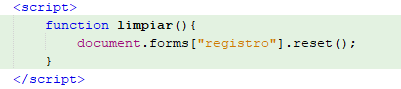 <script>
    function limpiar(){
        document.forms["registro"].reset();
    }
</script>